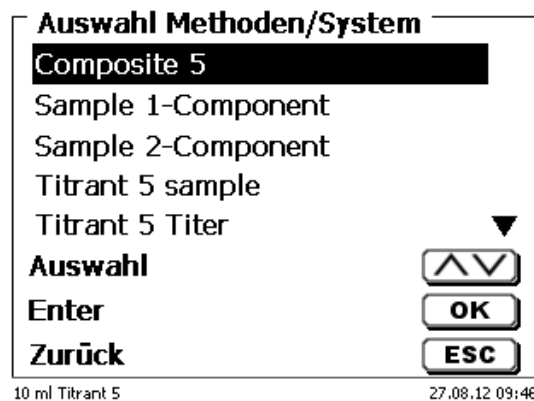 Auswahl Methoden/System
Composite 5
Sample 1-Component
Sample 2-Component
Titrant 5 sample
Titrant 5 Titer
Auswahl
Enter OK
Zurück ESC
10 ml Titrant 5 27.08.12 09:46